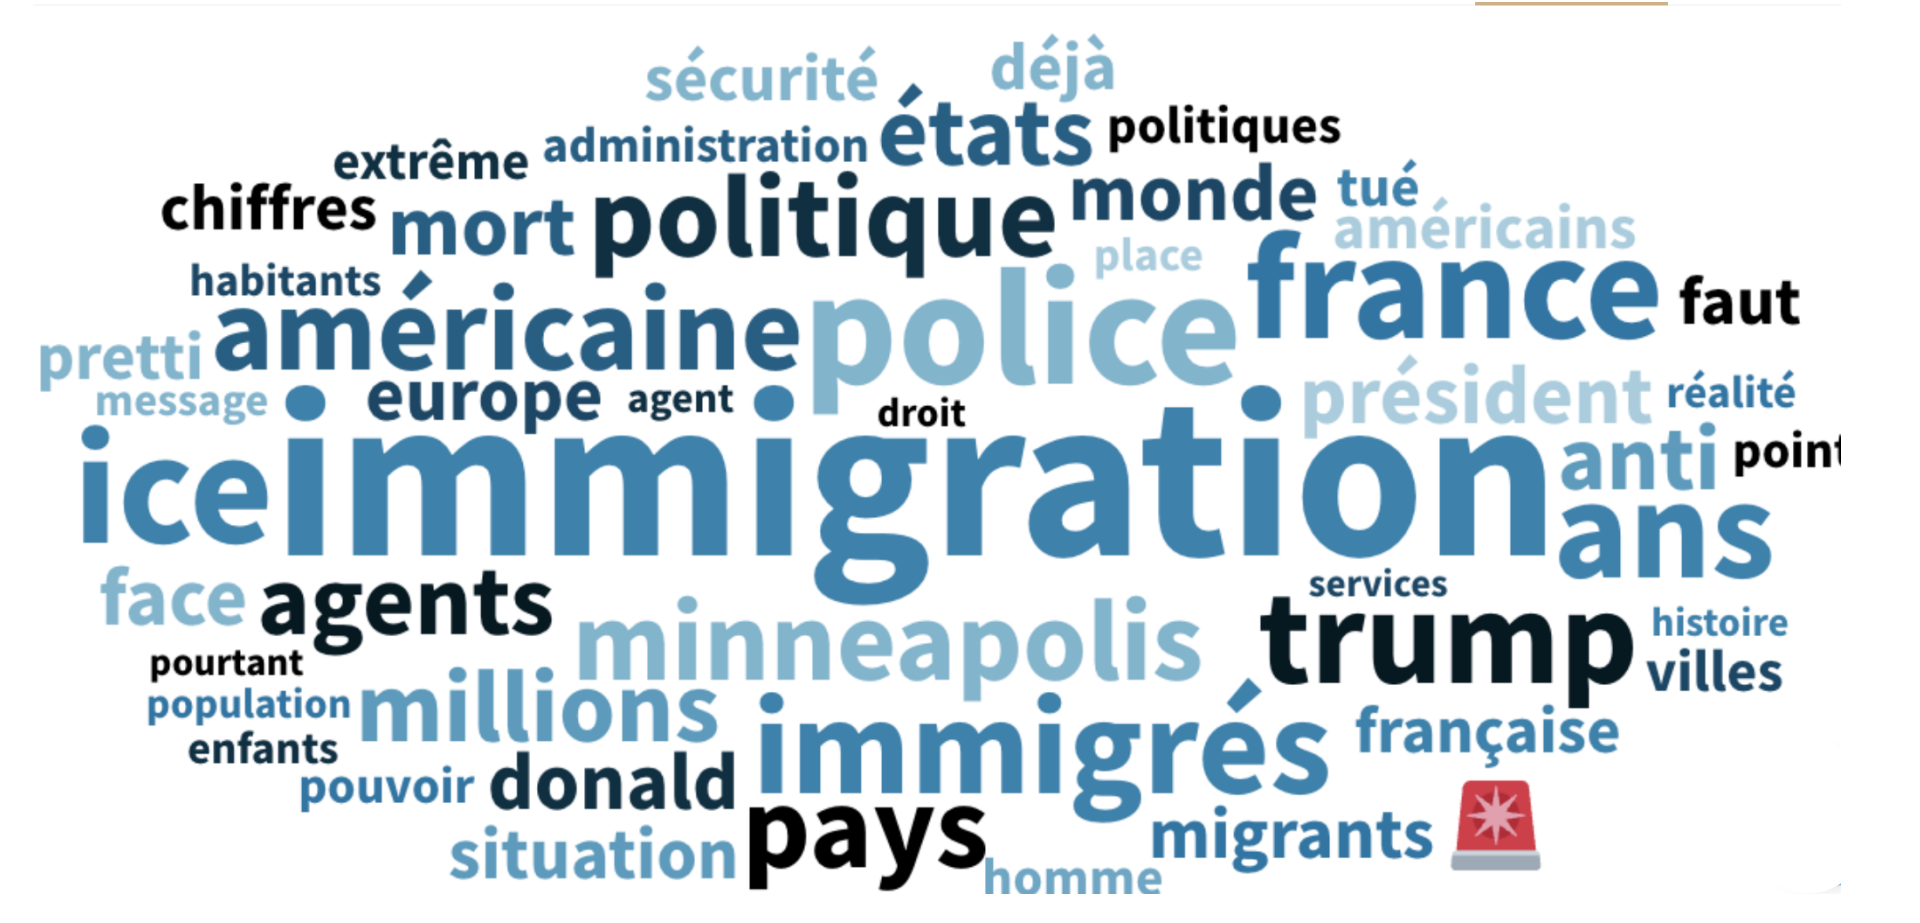 sécurité déjà
extrême administration états politiques
chiffres mort politique monde tué
américains
habitants place france faut
pretti américaine police
message europe agent droit président réalité
ice immigration anti point
ans
face agents services
minneapolis trump histoire
pourtant villes
population millions
enfants immigrés française
pouvoir donald
situation pays migrants
homme